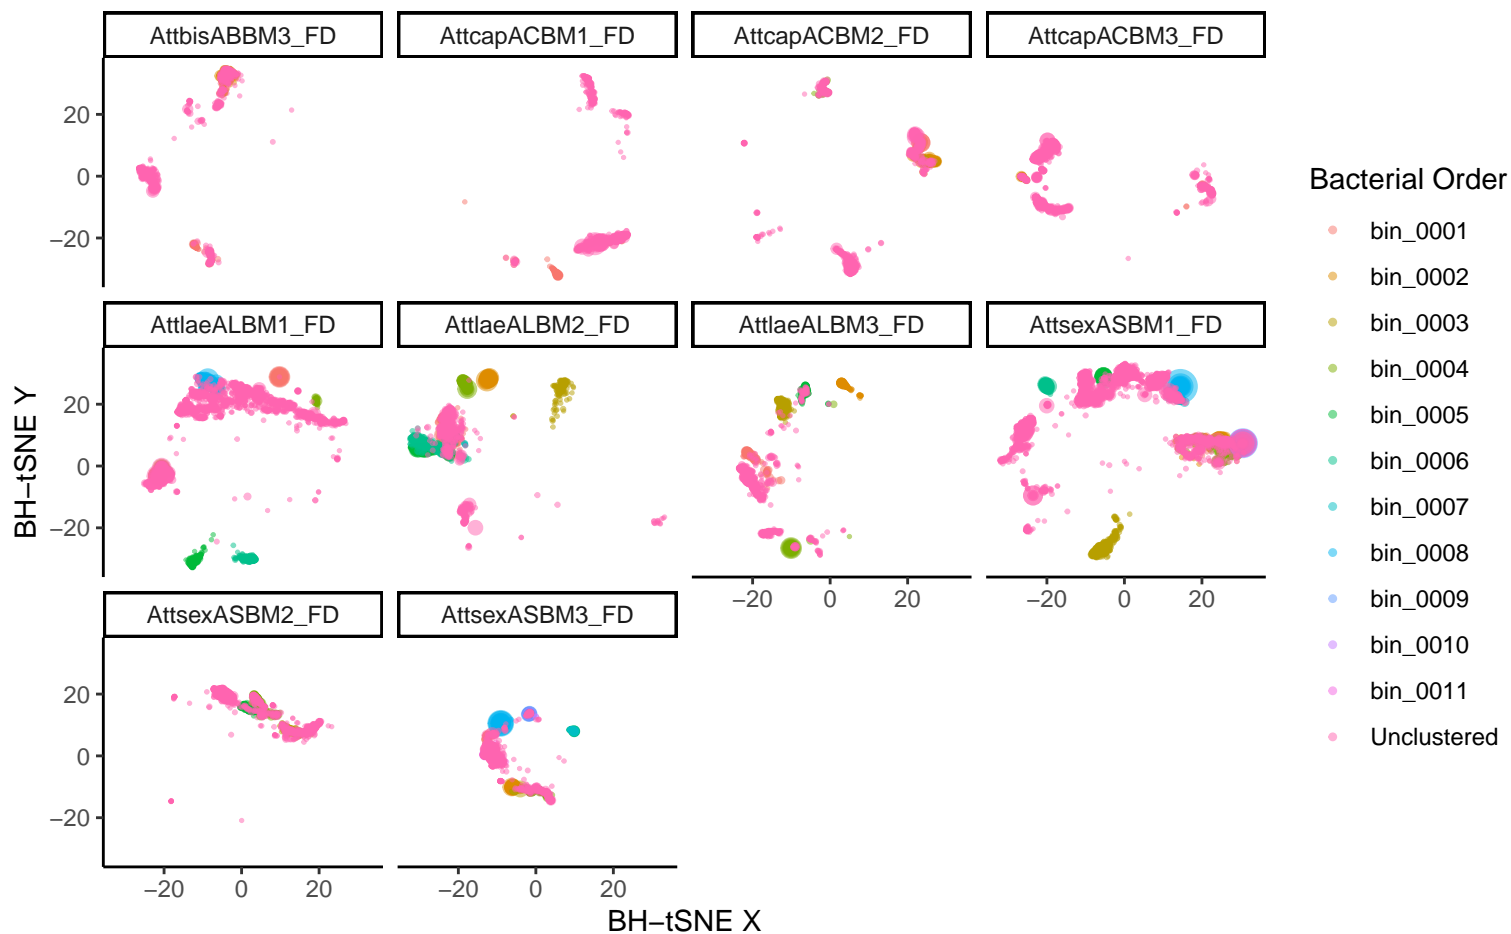 AttbisABBM3_FD AttcapACBM1_FD AttcapACBM2_FD AttcapACBM3_FD
20
0
−20
AttlaeALBM1_FD AttlaeALBM2_FD AttlaeALBM3_FD AttsexASBM1_FD
20
0
−20
−20 0 20 −20 0 20
AttsexASBM2_FD AttsexASBM3_FD
20
0
−20
−20 0 20 −20 0 20
BH−tSNE X
BH−tSNE Y
Bacterial Order
bin_0001
bin_0002
bin_0003
bin_0004
bin_0005
bin_0006
bin_0007
bin_0008
bin_0009
bin_0010
bin_0011
Unclustered